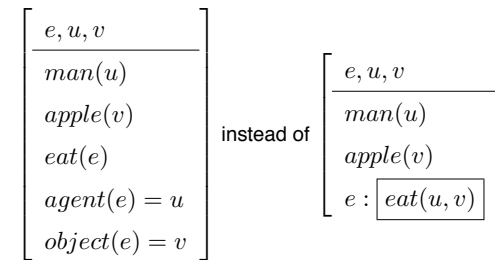 e, u, v
man(u)
apple(v)
eat(e)
agent(e) = u
object(e) = v
instead of
e, u, v
man(u)
apple(v)
e : eat(u, v)